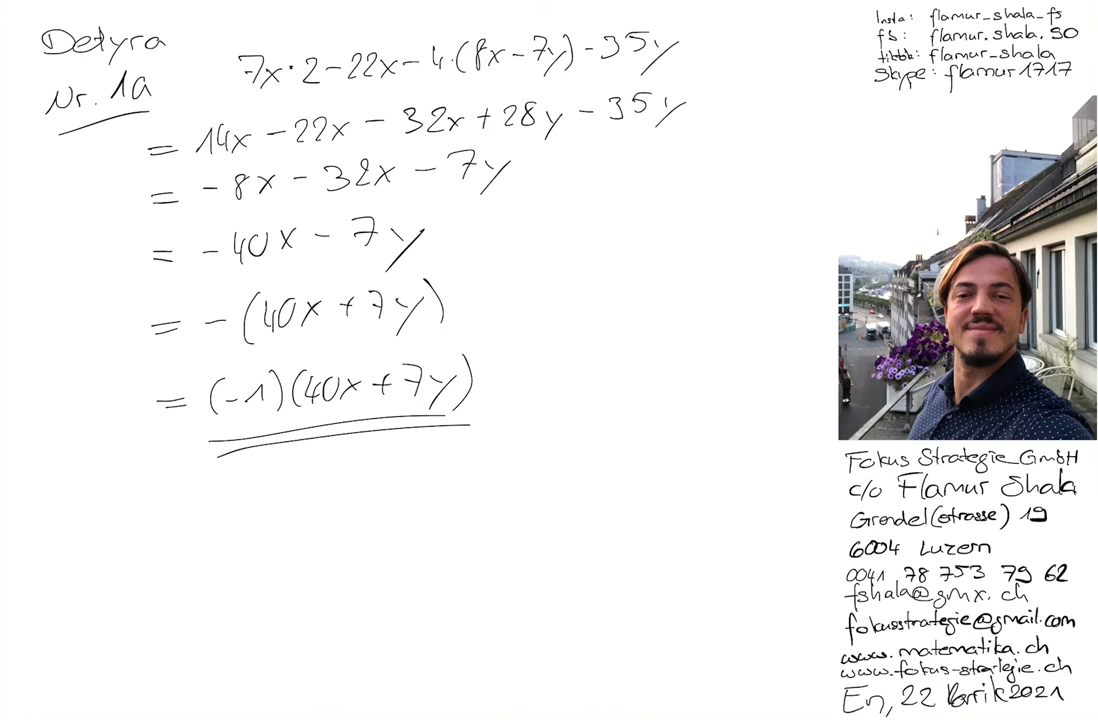 Detyra
Nr. 1a
7x·2-22x-4·(8x-7y)-35y
= 14x-22x-32x+28y-35y
= -8x-32x-7y
= -40x-7y
= -(40x+7y)
= (-1)(40x+7y)
Insta: flamur_shala_fs
fb: flamur.shala.50
tiktok: flamur_shala
Skype: flamur1717
Fokus Strategie GmbH
c/o Flamur Shala
Grendel(strasse) 19
6004 Luzern
0041 78 753 79 62
fshala@gmx.ch
fokusstrategie@gmail.com
www.matematika.ch
www.fokus-strategie.ch
En, 22 Korrik 2021